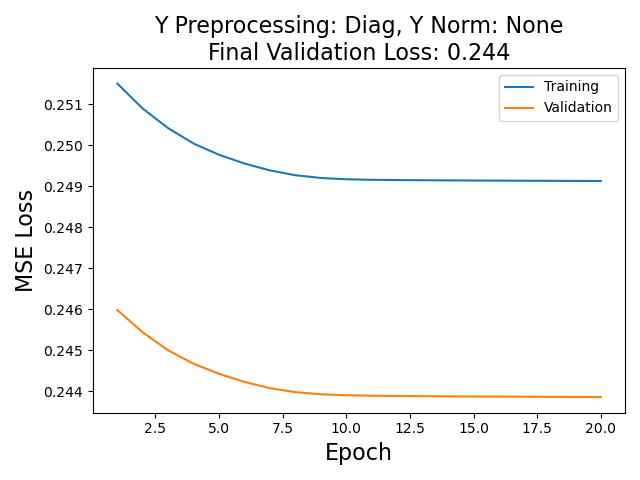 Y Preprocessing: Diag, Y Norm: None
Final Validation Loss: 0.244
Training
Validation
MSE Loss
0.251
0.250
0.249
0.248
0.247
0.246
0.245
0.244
2.5 5.0 7.5 10.0 12.5 15.0 17.5 20.0
Epoch